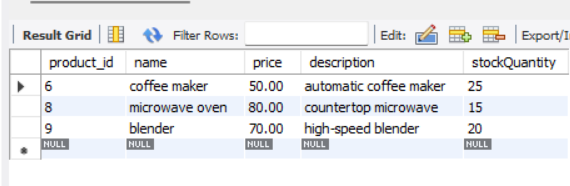 Result Grid Filter Rows: Edit: Export/I
product_id name price description stockQuantity
6 coffee maker 50.00 automatic coffee maker 25
8 microwave oven 80.00 countertop microwave 15
9 blender 70.00 high-speed blender 20
NULL NULL NULL NULL NULL